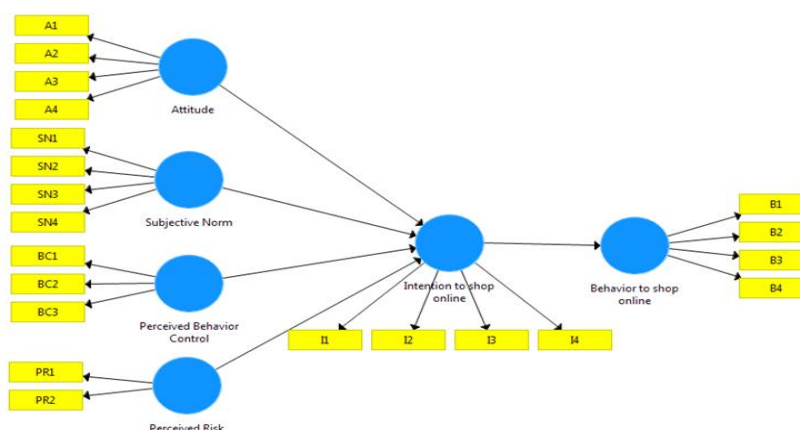 A1
A2
A3
A4
Attitude
SN1
SN2
SN3
SN4
Subjective Norm
BC1
BC2
BC3
Perceived Behavior
Control
PR1
PR2
Perceived Risk
Intention to shop
online
I1
I2
I3
I4
Behavior to shop
online
B1
B2
B3
B4